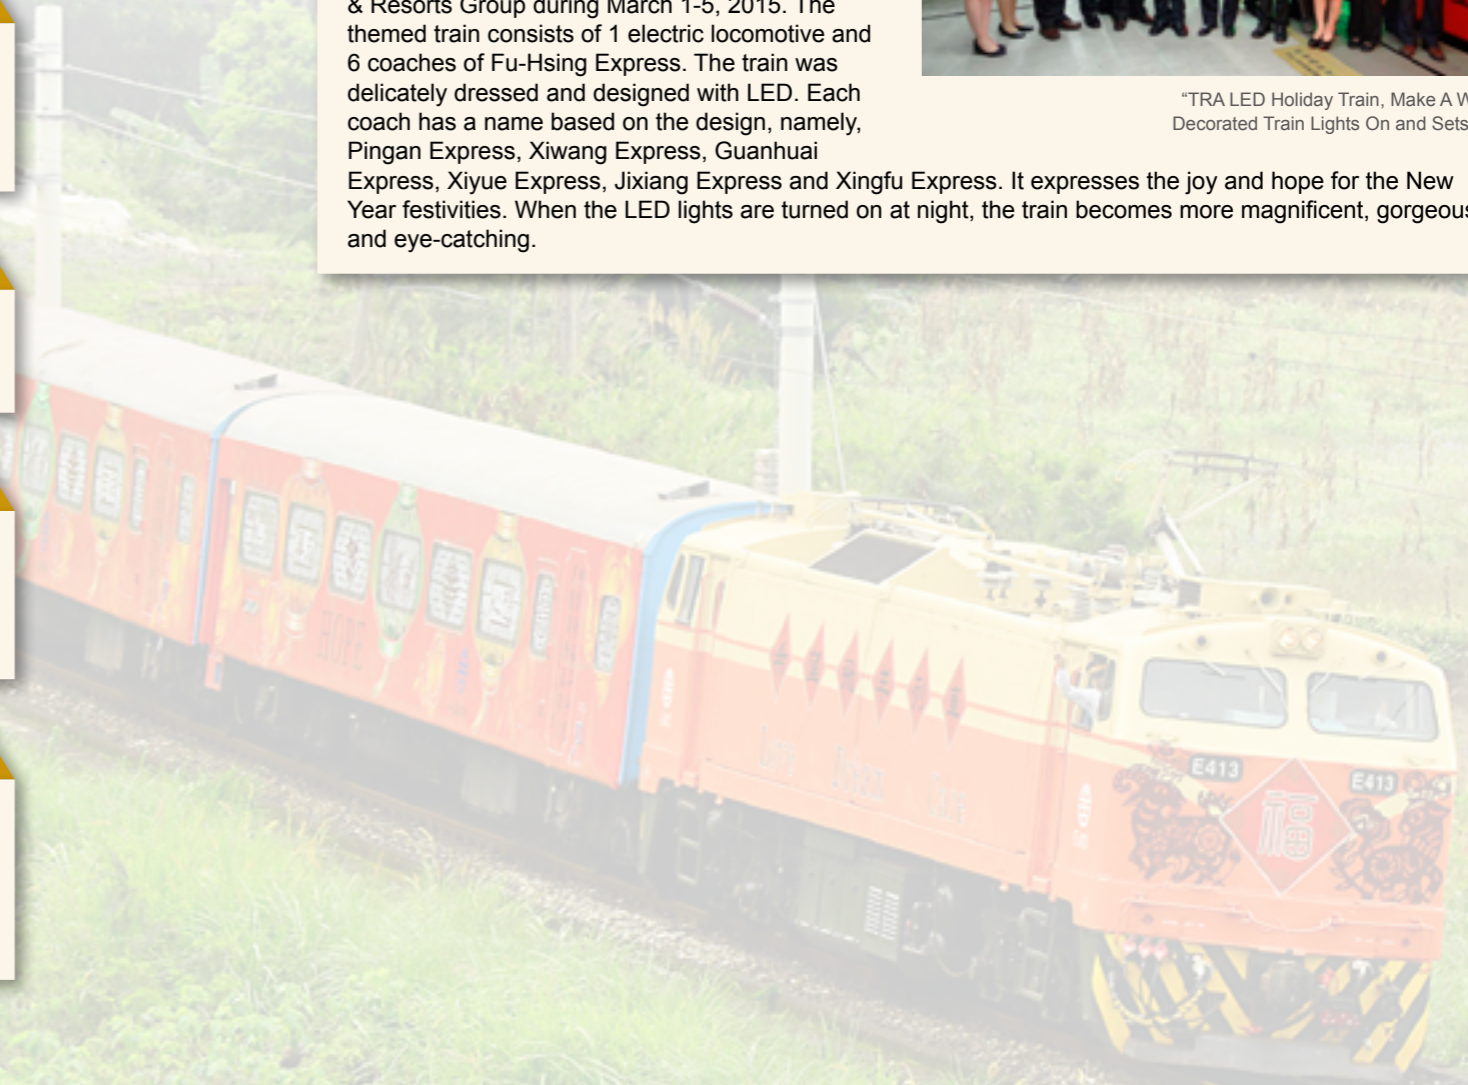 & Resorts Group during March 1-5, 2015. The
themed train consists of 1 electric locomotive and
6 coaches of Fu-Hsing Express. The train was
delicately dressed and designed with LED. Each
coach has a name based on the design, namely,
Pingan Express, Xiwang Express, Guanhuai
Express, Xiyue Express, Jixiang Express and Xingfu Express. It expresses the joy and hope for the New
Year festivities. When the LED lights are turned on at night, the train becomes more magnificent, gorgeous
and eye-catching.
“TRA LED Holiday Train, Make A W
Decorated Train Lights On and Sets
HOPE
E413
E413
福